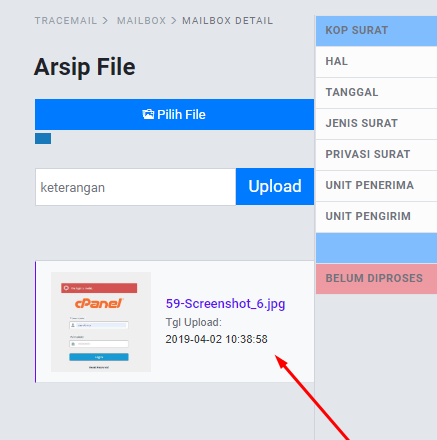 TRACEMAIL > MAILBOX > MAILBOX DETAIL
Arsip File
Pilih File
keterangan
Upload
cPanel
59-Screenshot_6.jpg
Tgl Upload:
2019-04-02 10:38:58
KOP SURAT
HAL
TANGGAL
JENIS SURAT
PRIVASI SURAT
UNIT PENERIMA
UNIT PENGIRIM
BELUM DIPROSES